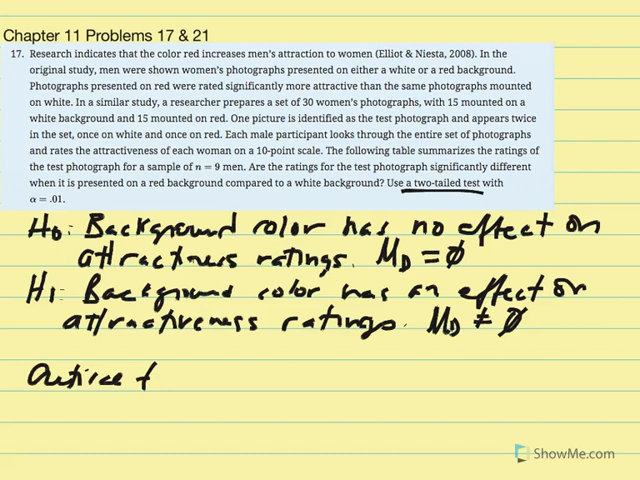 Chapter 11 Problems 17 & 21
17. Research indicates that the color red increases men's attraction to women (Elliot & Niesta, 2008). In the
original study, men were shown women's photographs presented on either a white or a red background.
Photographs presented on red were rated significantly more attractive than the same photographs mounted
on white. In a similar study, a researcher prepares a set of 30 women's photographs, with 15 mounted on a
white background and 15 mounted on red. One picture is identified as the test photograph and appears twice
in the set, once on white and once on red. Each male participant looks through the entire set of photographs
and rates the attractiveness of each woman on a 10-point scale. The following table summarizes the ratings of
the test photograph for a sample of n = 9 men. Are the ratings for the test photograph significantly different
when it is presented on a red background compared to a white background? Use a two-tailed test with
α = .01.
H0: Background color has no effect on
ratings. MD = 0
H1: Background color has an effect on
attractiveness ratings. MD ≠ 0
ShowMe.com